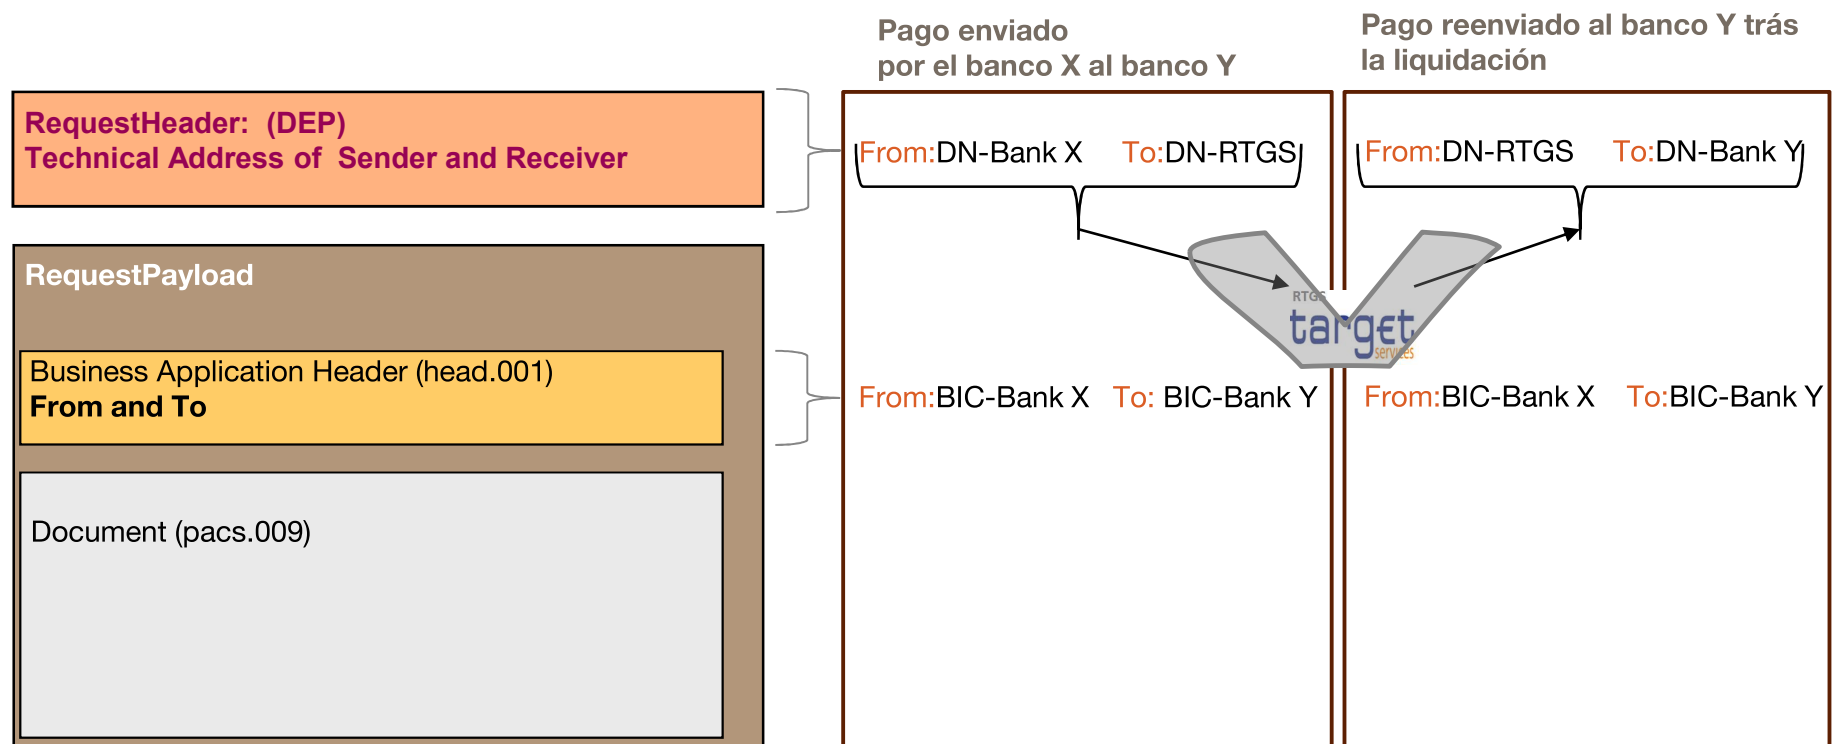 Pago enviado
por el banco X al banco Y
Pago reenviado al banco Y trás
la liquidación
RequestHeader: (DEP)
Technical Address of Sender and Receiver
From:DN-Bank X To:DN-RTGS
From:DN-RTGS To:DN-Bank Y
RequestPayload
RTGS
target
services
Business Application Header (head.001)
From and To
From:BIC-Bank X To: BIC-Bank Y
From:BIC-Bank X To:BIC-Bank Y
Document (pacs.009)